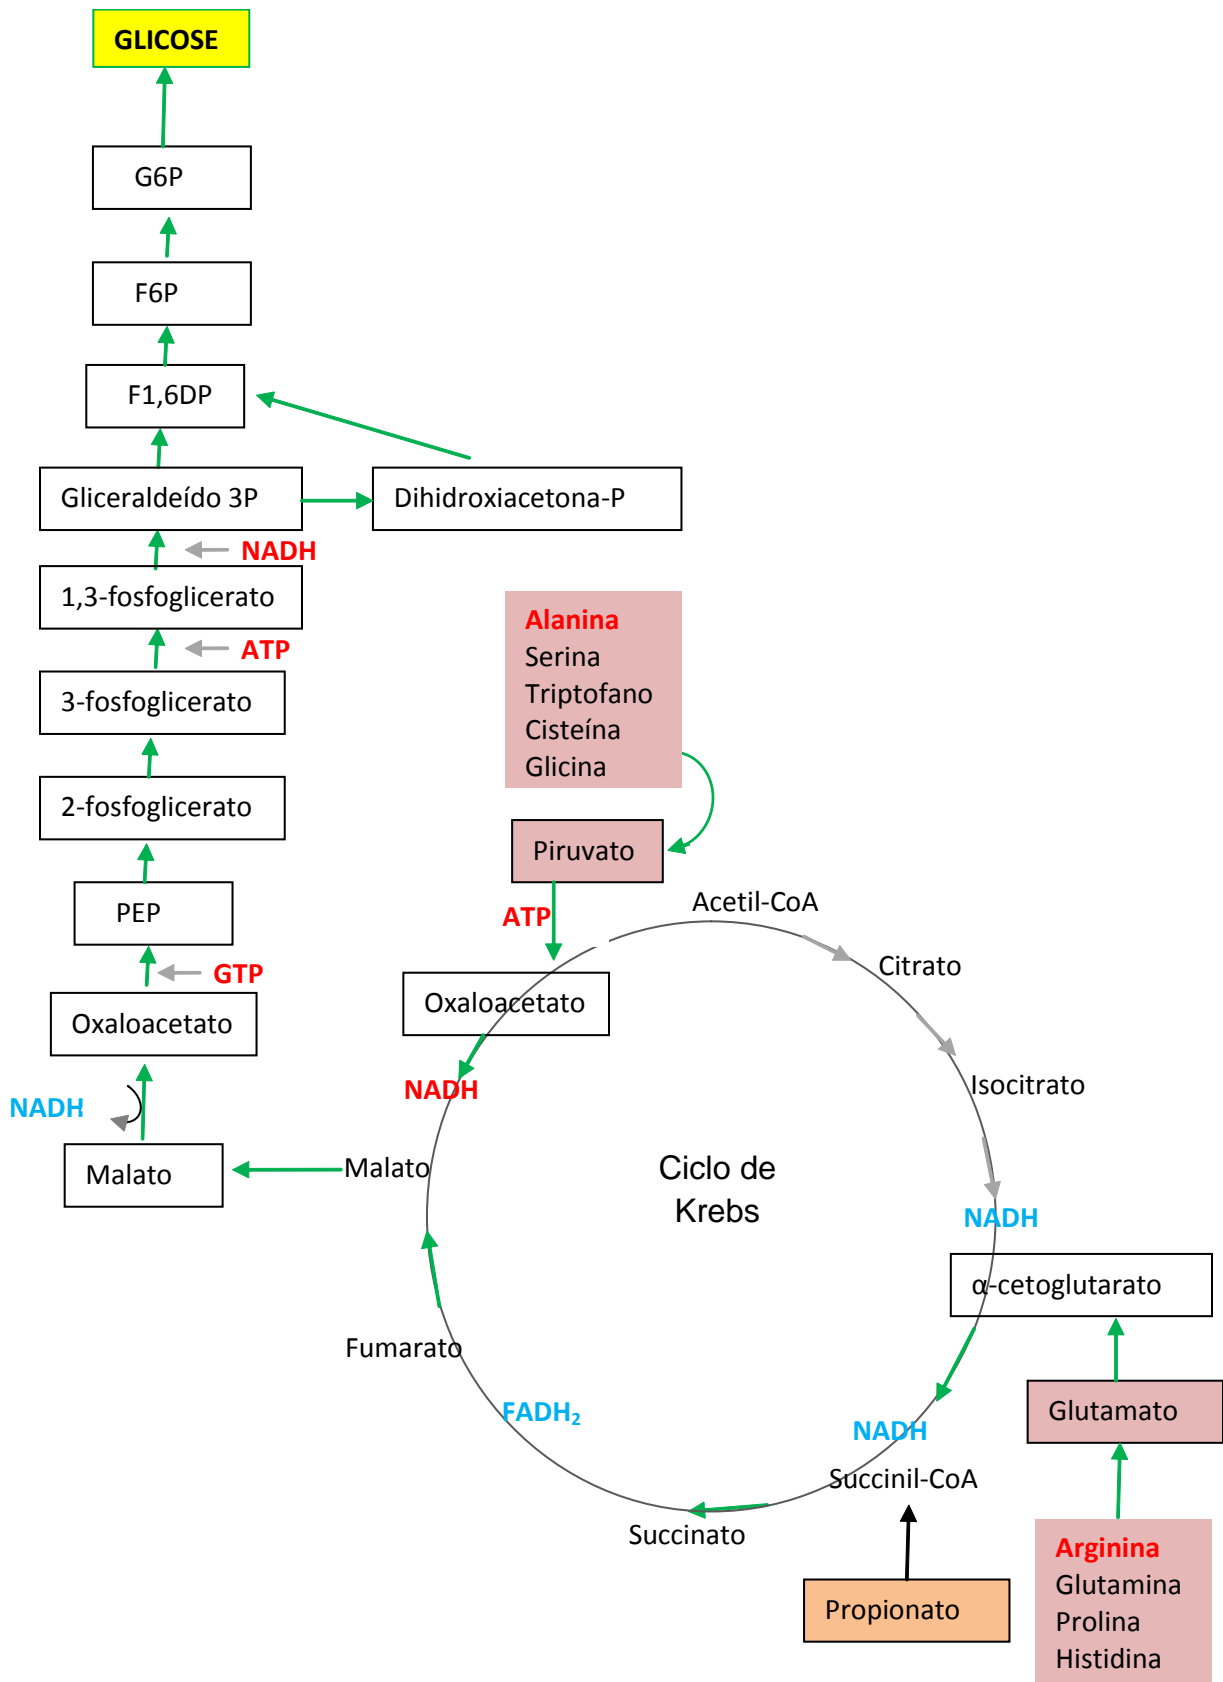 GLICOSE
G6P
F6P
F1,6DP
Gliceraldeído 3P
Dihidroxiacetona-P
NADH
1,3-fosfoglicerato
ATP
3-fosfoglicerato
2-fosfoglicerato
PEP
GTP
Oxaloacetato
NADH
Malato
Alanina
Serina
Triptofano
Cisteína
Glicina
Piruvato
ATP
Acetil-CoA
Citrato
Oxaloacetato
NADH
Isocitrato
Malato
Ciclo de
Krebs
NADH
α-cetoglutarato
Fumarato
FADH₂
NADH
Glutamato
Succinil-CoA
Succinato
Propionato
Arginina
Glutamina
Prolina
Histidina